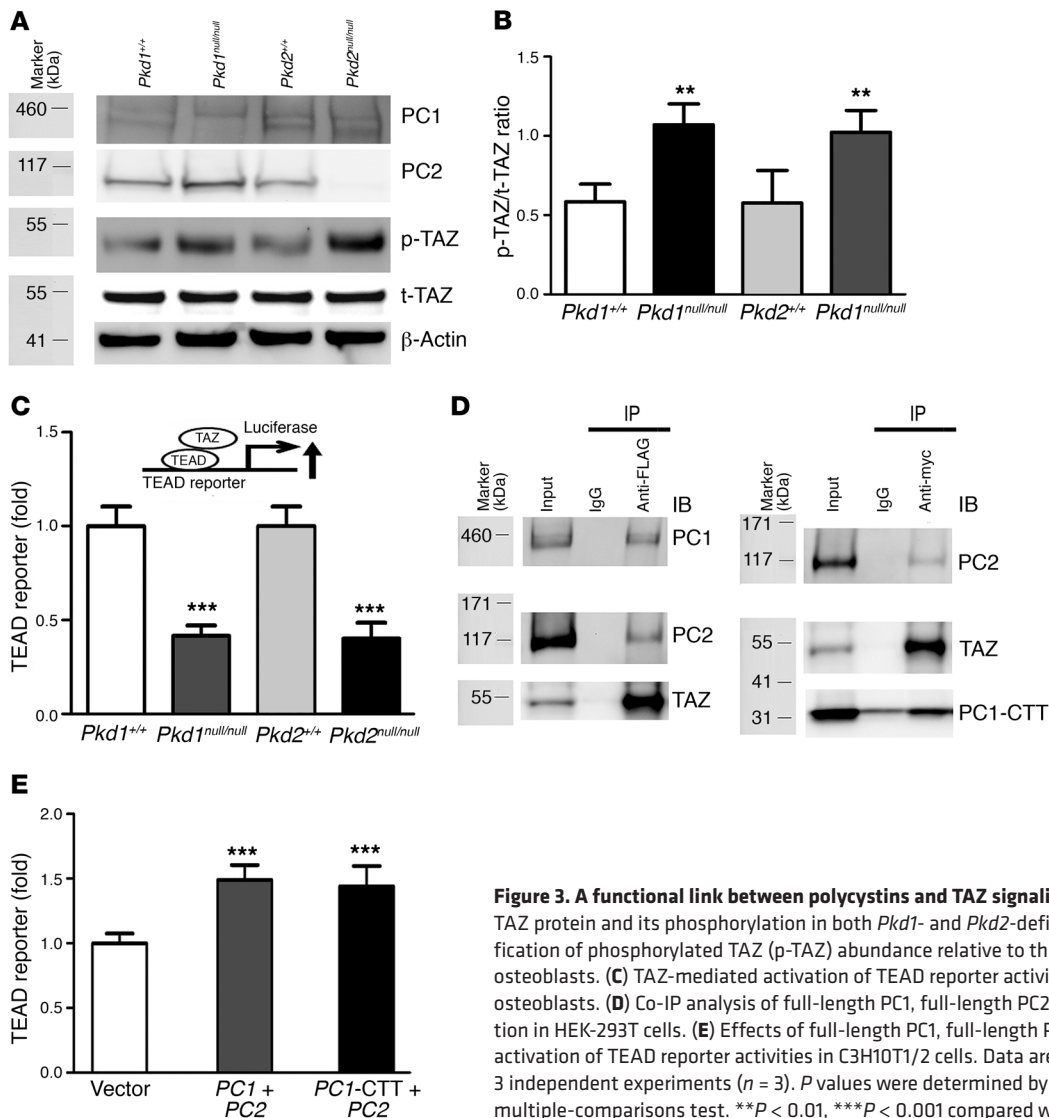 A
Marker (kDa)
Pkd1+/+
Pkd1null/null
Pkd2+/+
Pkd2null/null
460
PC1
117
PC2
55
p-TAZ
55
t-TAZ
41
β-Actin
B
p-TAZ/t-TAZ ratio
1.5
1.0
0.5
0.0
**
**
Pkd1+/+ Pkd1null/null Pkd2+/+ Pkd1null/null
C
TEAD reporter (fold)
1.5
1.0
0.5
0.0
TAZ
TEAD
Luciferase
TEAD reporter
***
***
Pkd1+/+ Pkd1null/null Pkd2+/+ Pkd2null/null
D
IP
Marker (kDa)
Input
IgG
Anti-FLAG
IB
460
PC1
171
117
PC2
55
TAZ
IP
Marker (kDa)
Input
IgG
Anti-myc
IB
171
117
PC2
55
TAZ
41
31
PC1-CTT
E
TEAD reporter (fold)
2.0
1.5
1.0
0.5
0.0
***
***
Vector
PC1 +
PC2
PC1-CTT +
PC2
Figure 3. A functional link between polycystins and TAZ signali
TAZ protein and its phosphorylation in both Pkd1- and Pkd2-defi
fication of phosphorylated TAZ (p-TAZ) abundance relative to th
osteoblasts. (C) TAZ-mediated activation of TEAD reporter activi
osteoblasts. (D) Co-IP analysis of full-length PC1, full-length PC2
tion in HEK-293T cells. (E) Effects of full-length PC1, full-length P
activation of TEAD reporter activities in C3H10T1/2 cells. Data are
3 independent experiments (n = 3). P values were determined by
multiple-comparisons test. **P < 0.01, ***P < 0.001 compared w